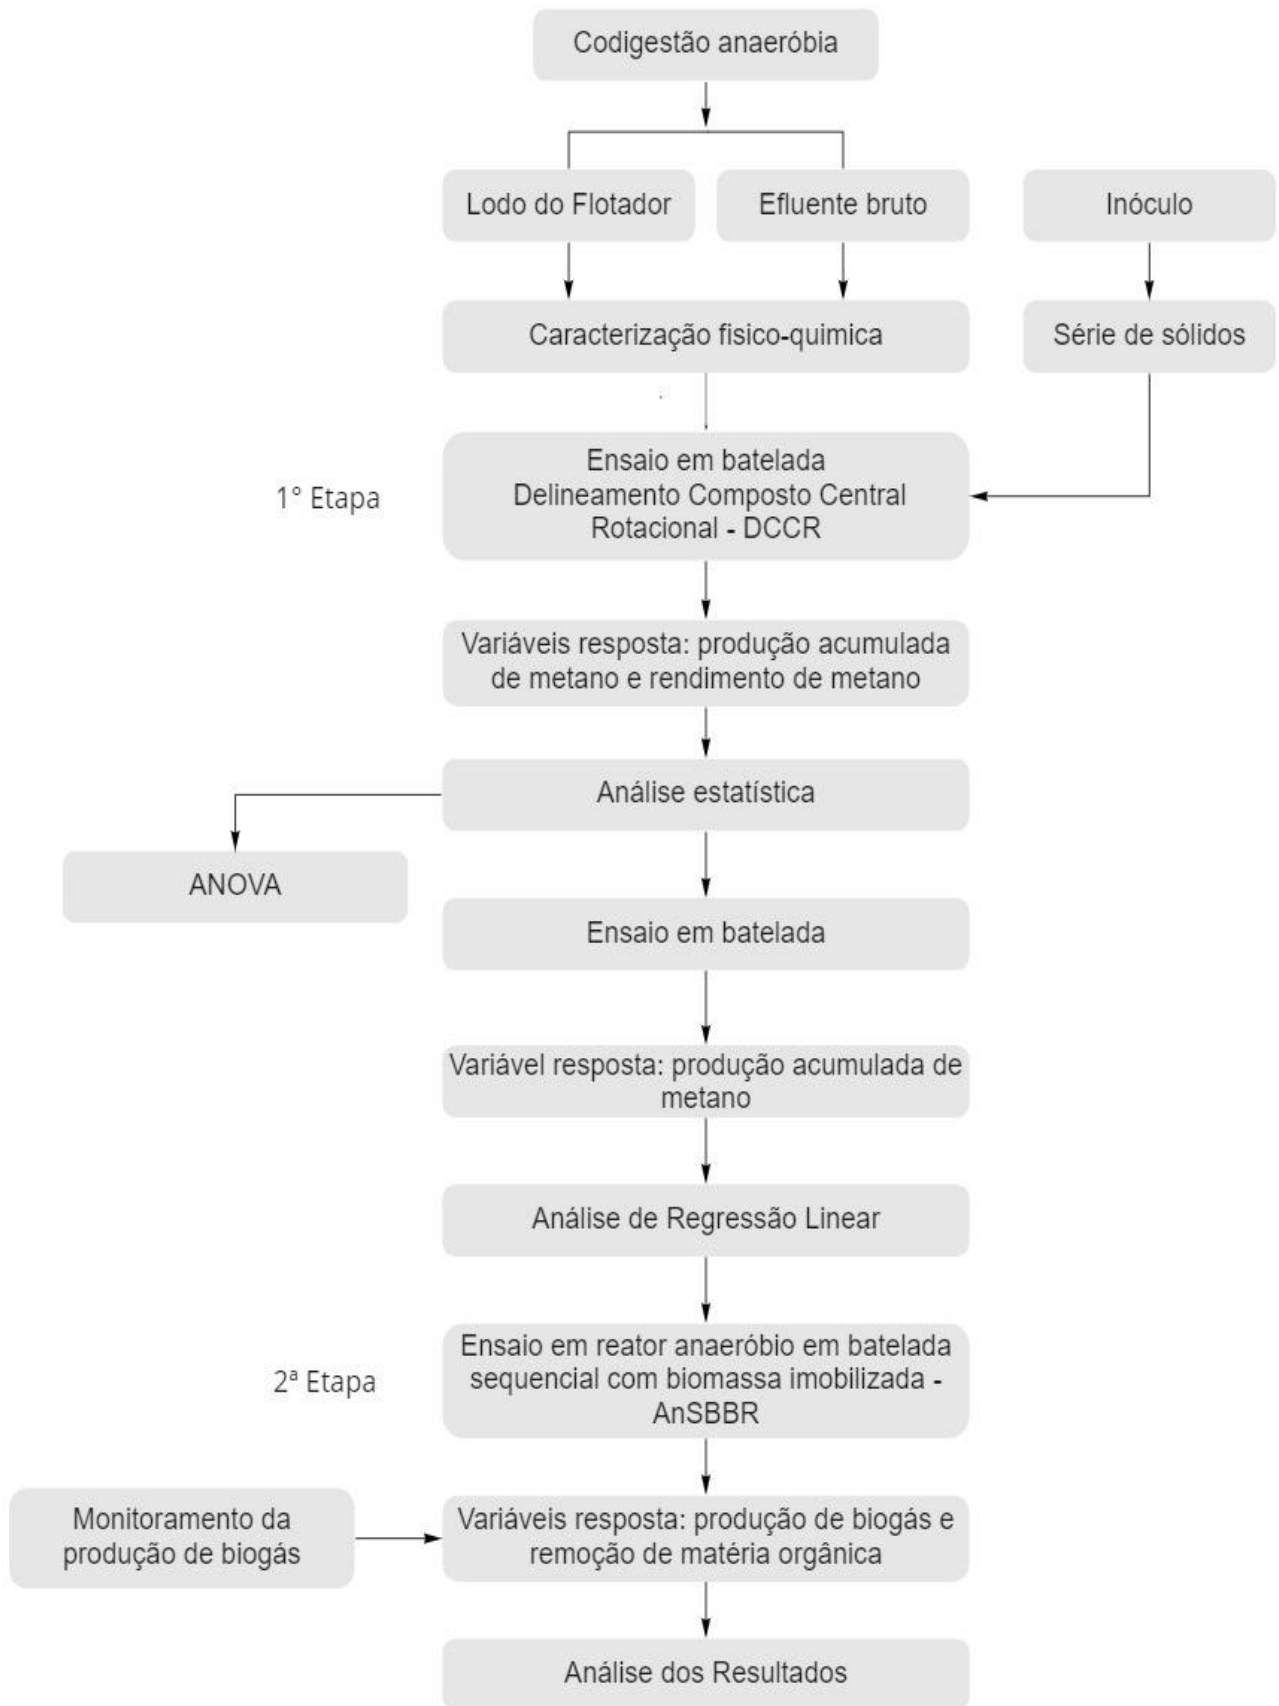 Codigestão anaeróbia
Lodo do Flotador
Efluente bruto
Inóculo
Caracterização fisico-quimica
Série de sólidos
Ensaio em batelada
Delineamento Composto Central
Rotacional - DCCR
1° Etapa
Variáveis resposta: produção acumulada
de metano e rendimento de metano
Análise estatística
ANOVA
Ensaio em batelada
Variável resposta: produção acumulada de
metano
Análise de Regressão Linear
Ensaio em reator anaeróbio em batelada
sequencial com biomassa imobilizada -
AnSBBR
2ª Etapa
Monitoramento da
produção de biogás
Variáveis resposta: produção de biogás e
remoção de matéria orgânica
Análise dos Resultados